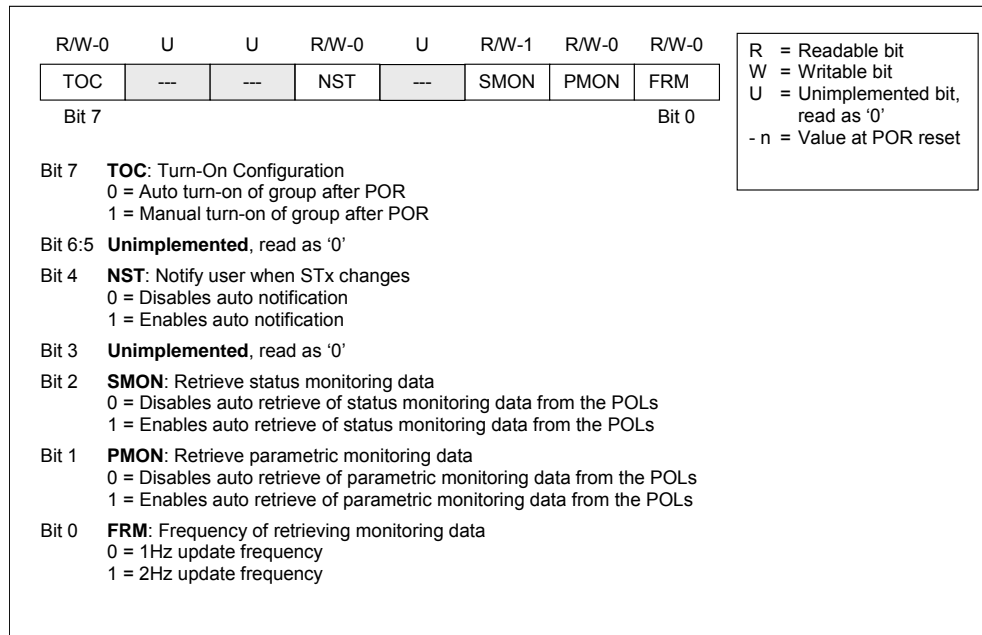 R/W-0 U U R/W-0 U R/W-1 R/W-0 R/W-0
TOC --- --- NST --- SMON PMON FRM
Bit 7 Bit 0
R = Readable bit
W = Writable bit
U = Unimplemented bit,
read as ‘0’
- n = Value at POR reset
Bit 7 TOC: Turn-On Configuration
0 = Auto turn-on of group after POR
1 = Manual turn-on of group after POR
Bit 6:5 Unimplemented, read as ‘0’
Bit 4 NST: Notify user when STx changes
0 = Disables auto notification
1 = Enables auto notification
Bit 3 Unimplemented, read as ‘0’
Bit 2 SMON: Retrieve status monitoring data
0 = Disables auto retrieve of status monitoring data from the POLs
1 = Enables auto retrieve of status monitoring data from the POLs
Bit 1 PMON: Retrieve parametric monitoring data
0 = Disables auto retrieve of parametric monitoring data from the POLs
1 = Enables auto retrieve of parametric monitoring data from the POLs
Bit 0 FRM: Frequency of retrieving monitoring data
0 = 1Hz update frequency
1 = 2Hz update frequency